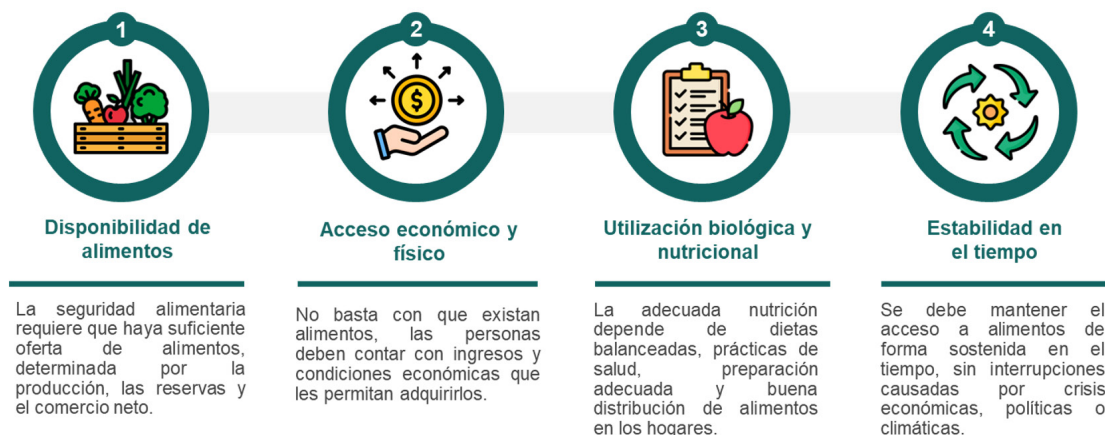 1
Disponibilidad de
alimentos
La seguridad alimentaria
requiere que haya suficiente
oferta de alimentos,
determinada por la
producción, las reservas y
el comercio neto.
2
$
Acceso económico y
físico
No basta con que existan
alimentos, las personas
deben contar con ingresos y
condiciones económicas que
les permitan adquirirlos.
3
Utilización biológica y
nutricional
La adecuada nutrición
depende de dietas
balanceadas, prácticas de
salud, preparación
adecuada y buena
distribución de alimentos
en los hogares.
4
Estabilidad en
el tiempo
Se debe mantener el
acceso a alimentos de
forma sostenida en el
tiempo, sin interrupciones
causadas por crisis
económicas, políticas o
climáticas.